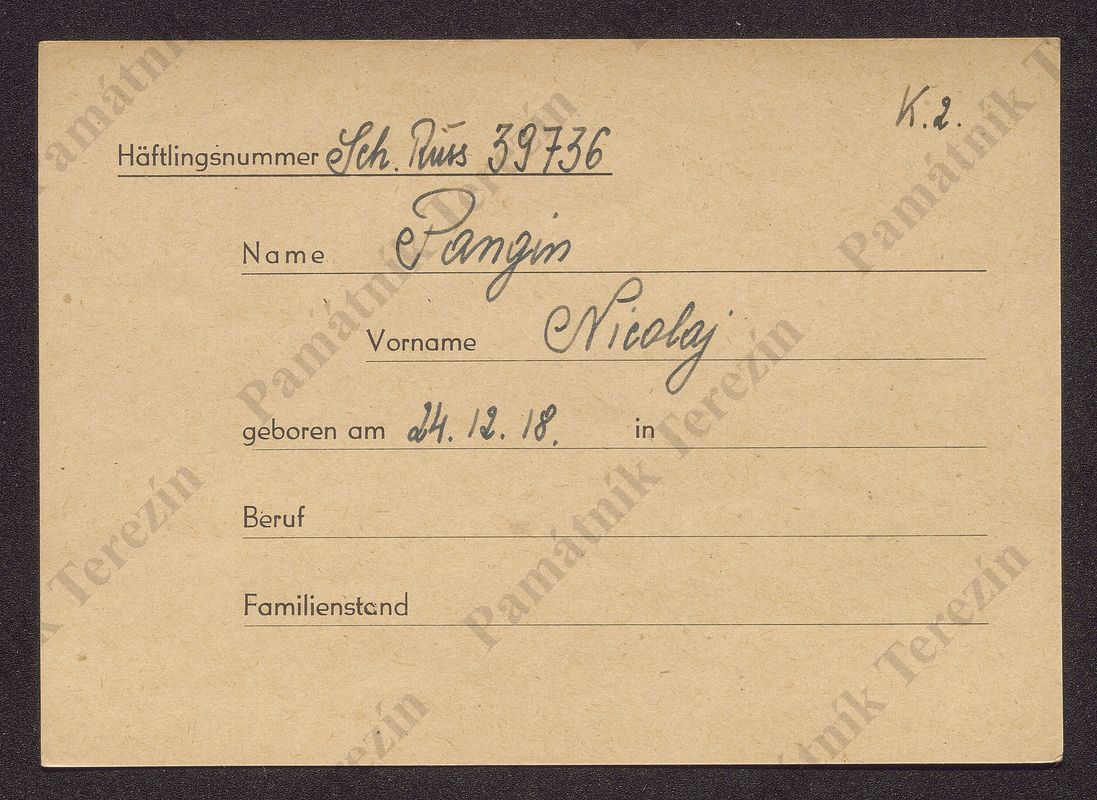 K. 2.
Häftlingsnummer Sch. Russ 39736
Name Pangin
Vorname Nicolaj
geboren am 24. 12. 18. in
Beruf
Familienstand
Památník Terezín